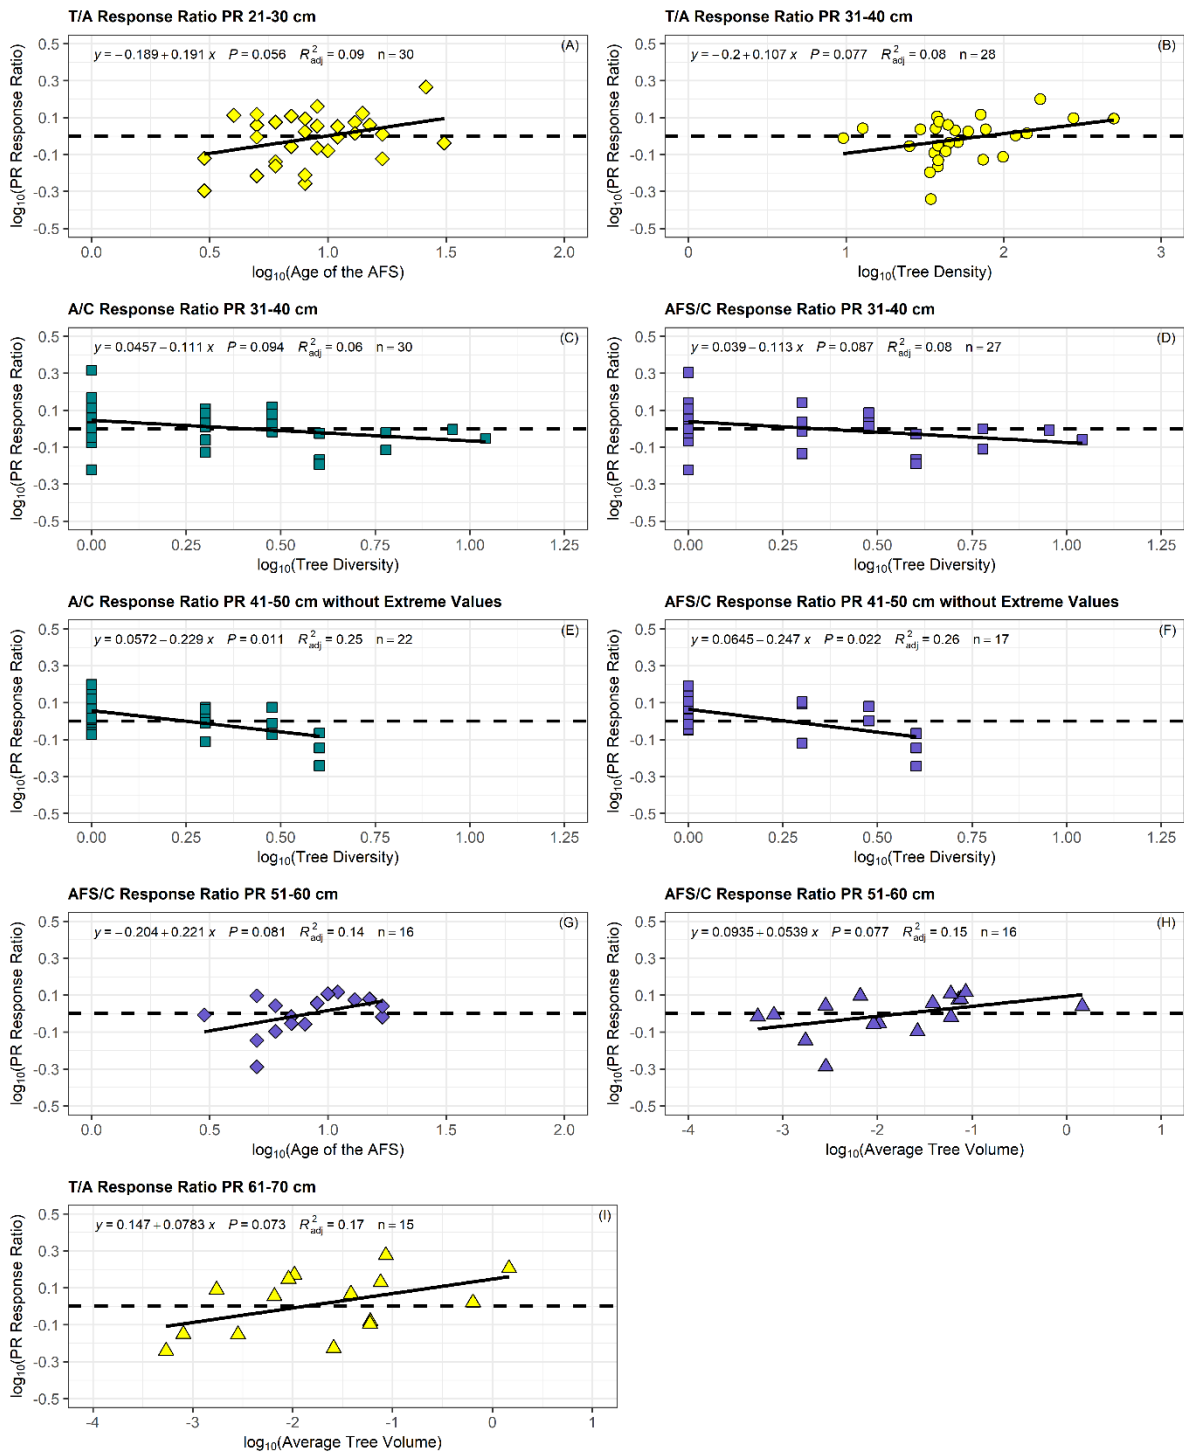 T/A Response Ratio PR 21-30 cm
(A)
y = −0.189 + 0.191 x P = 0.056 R²adj = 0.09 n = 30
log10(PR Response Ratio)
0.5
0.3
0.1
-0.1
-0.3
-0.5
0.0 0.5 1.0 1.5 2.0
log10(Age of the AFS)
T/A Response Ratio PR 31-40 cm
(B)
y = −0.2 + 0.107 x P = 0.077 R²adj = 0.08 n = 28
log10(PR Response Ratio)
0.5
0.3
0.1
-0.1
-0.3
-0.5
0 1 2 3
log10(Tree Density)
A/C Response Ratio PR 31-40 cm
(C)
y = 0.0457 − 0.111 x P = 0.094 R²adj = 0.06 n = 30
log10(PR Response Ratio)
0.5
0.3
0.1
-0.1
-0.3
-0.5
0.00 0.25 0.50 0.75 1.00 1.25
log10(Tree Diversity)
AFS/C Response Ratio PR 31-40 cm
(D)
y = 0.039 − 0.113 x P = 0.087 R²adj = 0.08 n = 27
log10(PR Response Ratio)
0.5
0.3
0.1
-0.1
-0.3
-0.5
0.00 0.25 0.50 0.75 1.00 1.25
log10(Tree Diversity)
A/C Response Ratio PR 41-50 cm without Extreme Values
(E)
y = 0.0572 − 0.229 x P = 0.011 R²adj = 0.25 n = 22
log10(PR Response Ratio)
0.5
0.3
0.1
-0.1
-0.3
-0.5
0.00 0.25 0.50 0.75 1.00 1.25
log10(Tree Diversity)
AFS/C Response Ratio PR 41-50 cm without Extreme Values
(F)
y = 0.0645 − 0.247 x P = 0.022 R²adj = 0.26 n = 17
log10(PR Response Ratio)
0.5
0.3
0.1
-0.1
-0.3
-0.5
0.00 0.25 0.50 0.75 1.00 1.25
log10(Tree Diversity)
AFS/C Response Ratio PR 51-60 cm
(G)
y = −0.204 + 0.221 x P = 0.081 R²adj = 0.14 n = 16
log10(PR Response Ratio)
0.5
0.3
0.1
-0.1
-0.3
-0.5
0.0 0.5 1.0 1.5 2.0
log10(Age of the AFS)
AFS/C Response Ratio PR 51-60 cm
(H)
y = 0.0935 + 0.0539 x P = 0.077 R²adj = 0.15 n = 16
log10(PR Response Ratio)
0.5
0.3
0.1
-0.1
-0.3
-0.5
-4 -3 -2 -1 0 1
log10(Average Tree Volume)
T/A Response Ratio PR 61-70 cm
(I)
y = 0.147 + 0.0783 x P = 0.073 R²adj = 0.17 n = 15
log10(PR Response Ratio)
0.5
0.3
0.1
-0.1
-0.3
-0.5
-4 -3 -2 -1 0 1
log10(Average Tree Volume)